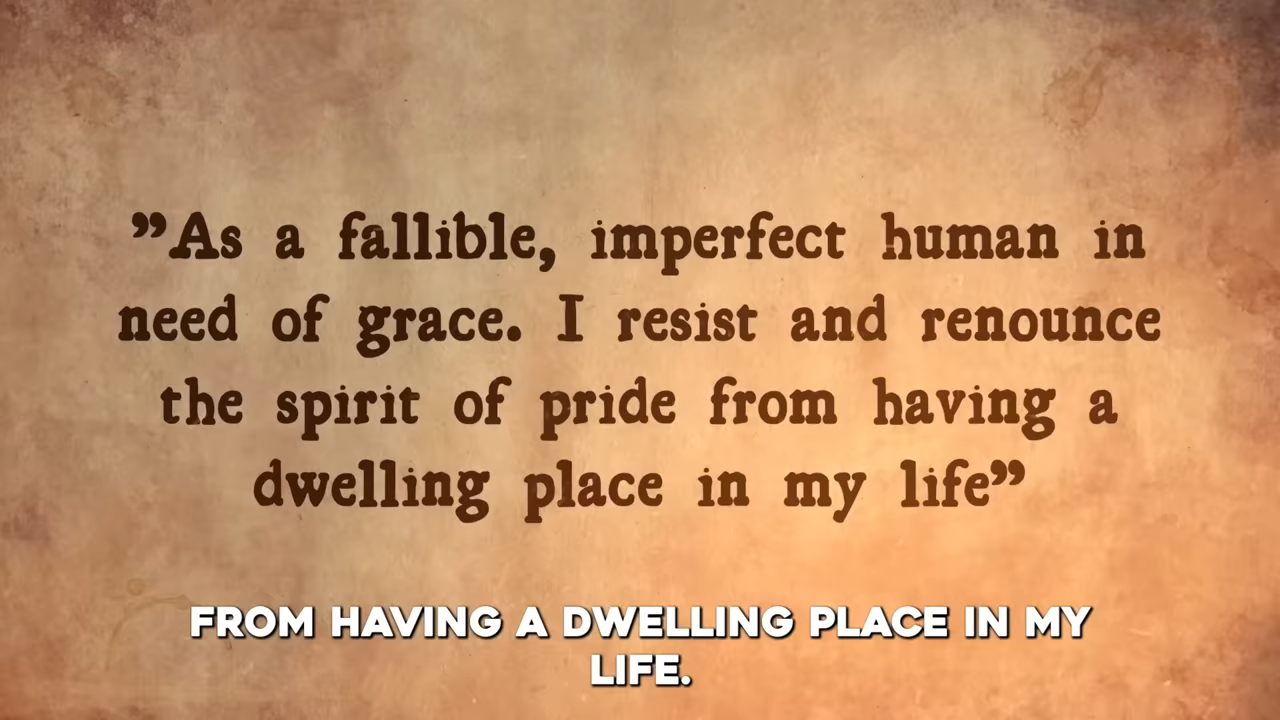 ”As a fallible, imperfect human in
need of grace. I resist and renounce
the spirit of pride from having a
dwelling place in my life”
FROM HAVING A DWELLING PLACE IN MY
LIFE.